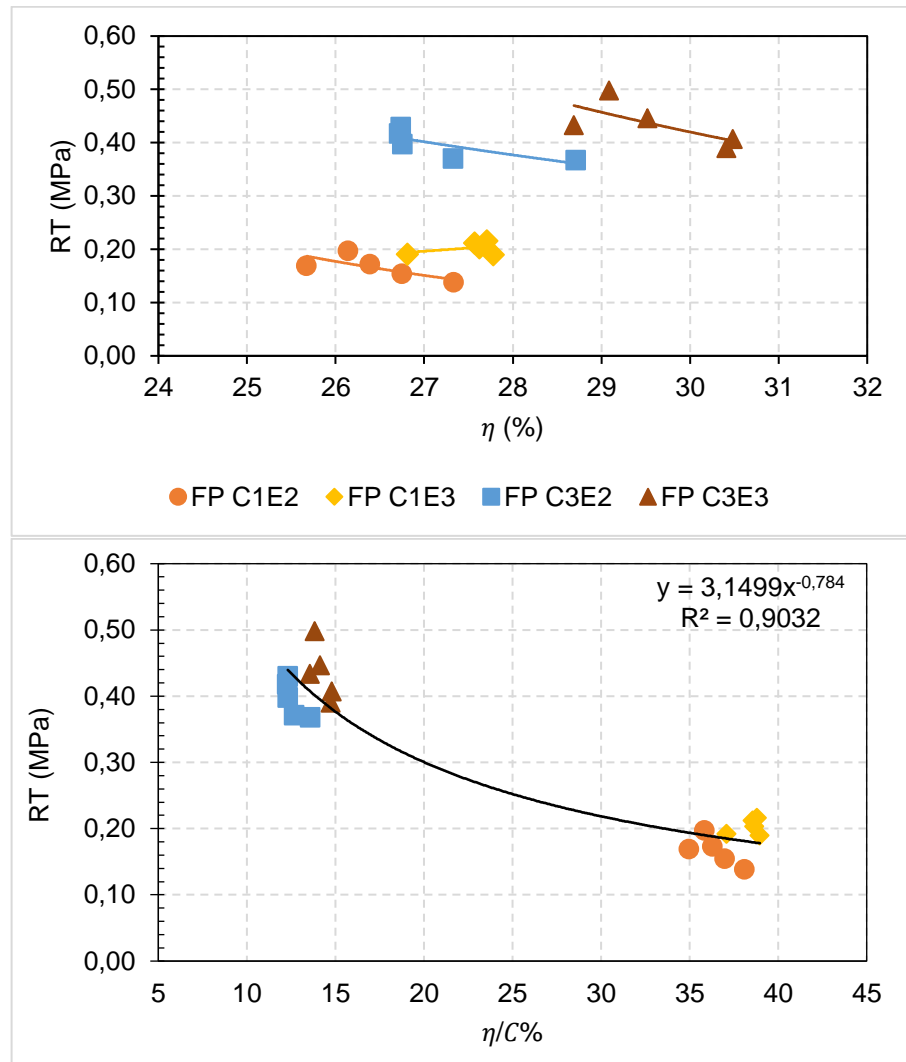 0,60
0,50
0,40
0,30
0,20
0,10
0,00
RT (MPa)
24 26 27 28 29 30 32
η (%)
FP C1E2 FP C1E3 FP C3E2 FP C3E3
0,60
0,50
0,40
0,30
0,20
0,10
0,00
RT (MPa)
y = 3,1499x^-0,784
R² = 0,9032
5 10 15 20 25 30 35 40 45
η/C%